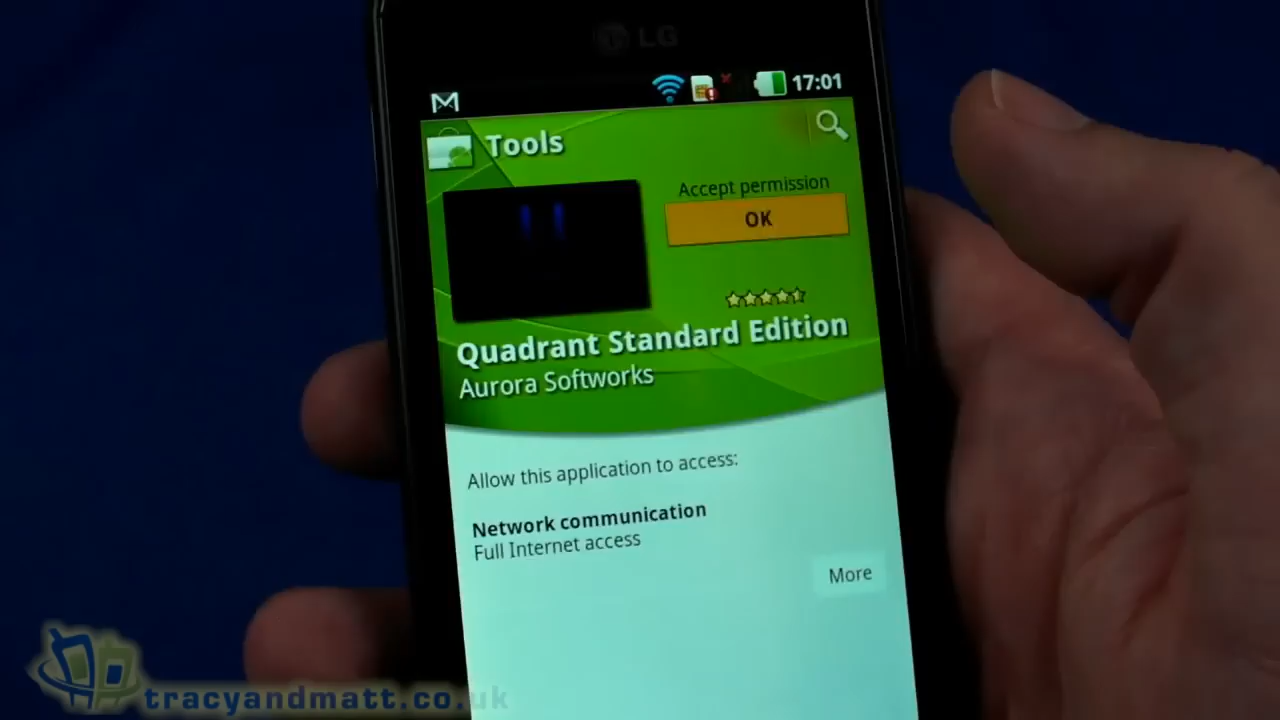 LG
17:01
Tools
Accept permission
OK
Quadrant Standard Edition
Aurora Softworks
Allow this application to access:
Network communication
Full Internet access
More
tracyandmatt.co.uk